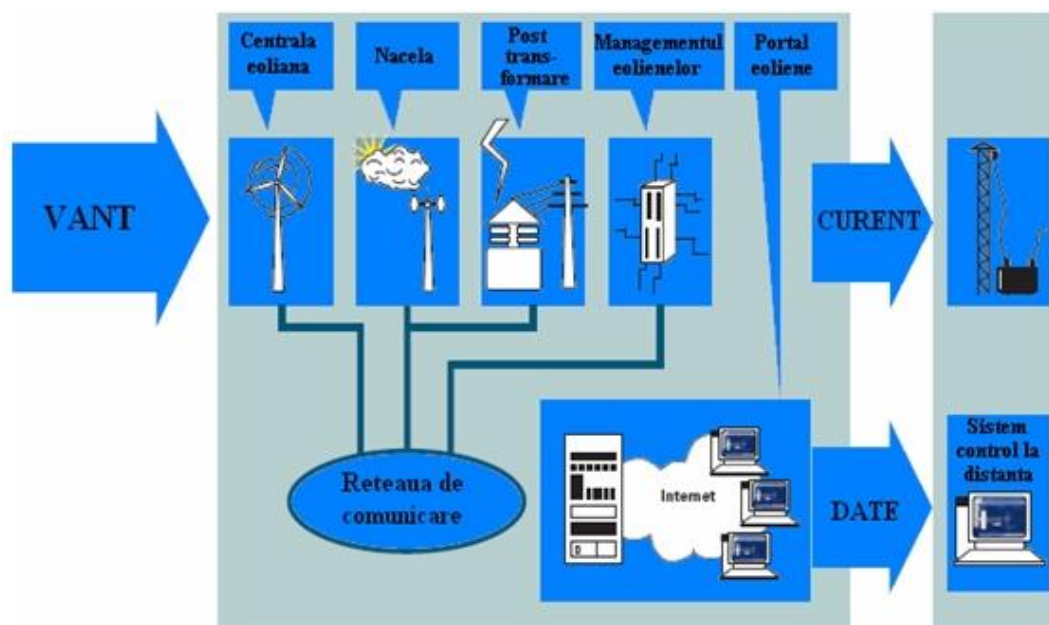 Centrala
eoliana
Nacela
Post
trans-
formare
Managementul
eolienelor
Portal
eoliene
VANT
CURENT
Reteaua de
comunicare
Internet
DATE
Sistem
control la
distanta